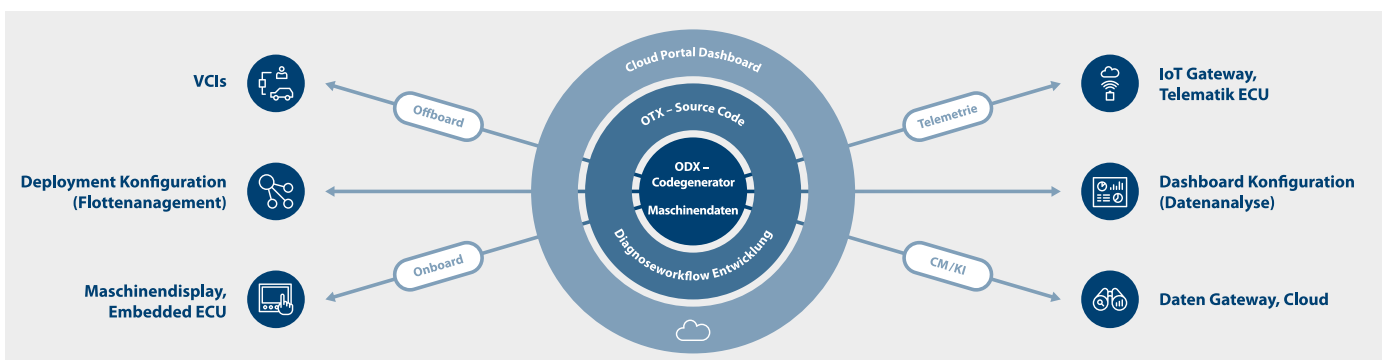 VCIs
Offboard
Deployment Konfiguration
(Flottenanagement)
Onboard
Maschinendisplay,
Embedded ECU
Cloud Portal Dashboard
OTX – Source Code
ODX –
Codegenerator
Maschinendaten
Diagnoseworkflow Entwicklung
Telemetrie
IoT Gateway,
Telematik ECU
Dashboard Konfiguration
(Datenanalyse)
CM/KI
Daten Gateway, Cloud